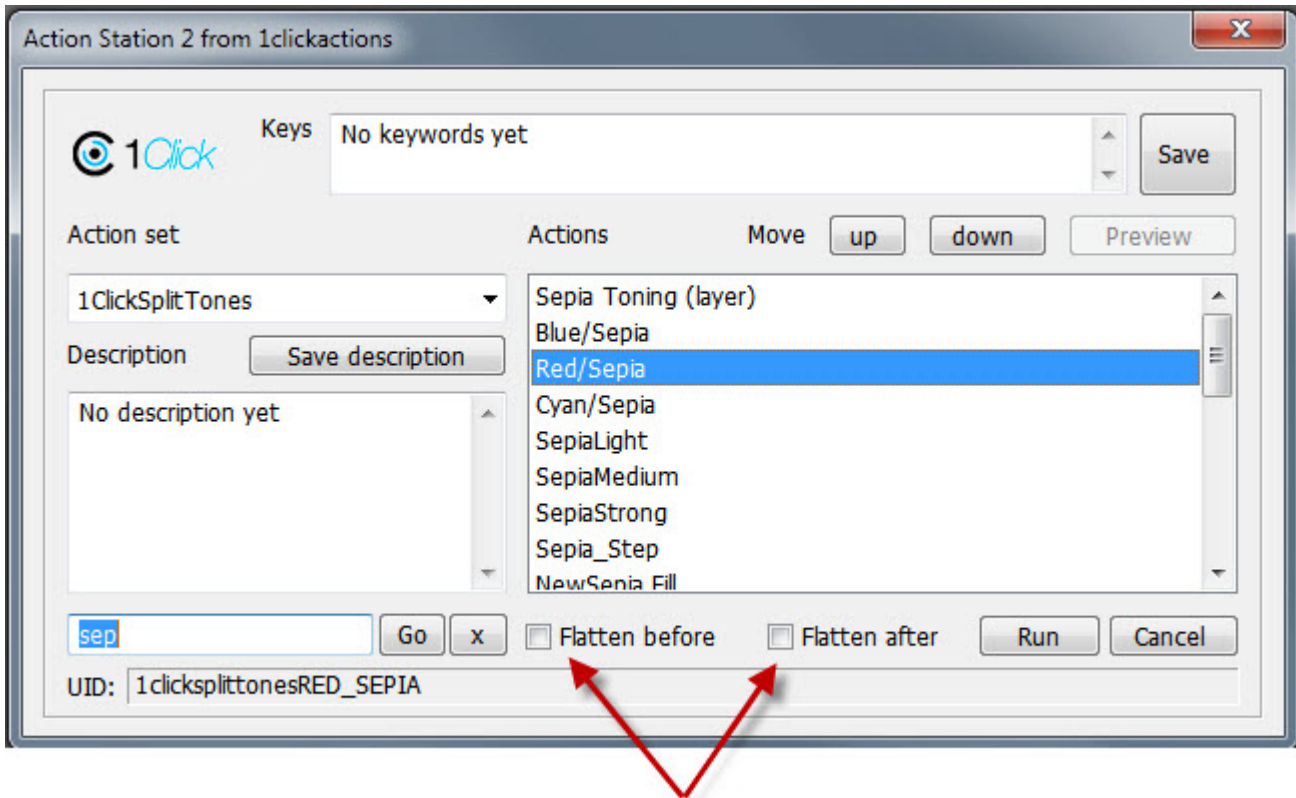 Action Station 2 from 1clickactions
x
1Click
Keys
No keywords yet
Save
Action set
Actions
Move
up
down
Preview
1ClickSplitTones
Description
Save description
No description yet
Sepia Toning (layer)
Blue/Sepia
Red/Sepia
Cyan/Sepia
SepiaLight
SepiaMedium
SepiaStrong
Sepia_Step
NewSepia Fill
sep
Go
x
Flatten before
Flatten after
Run
Cancel
UID: 1clicksplittonesRED_SEPIA